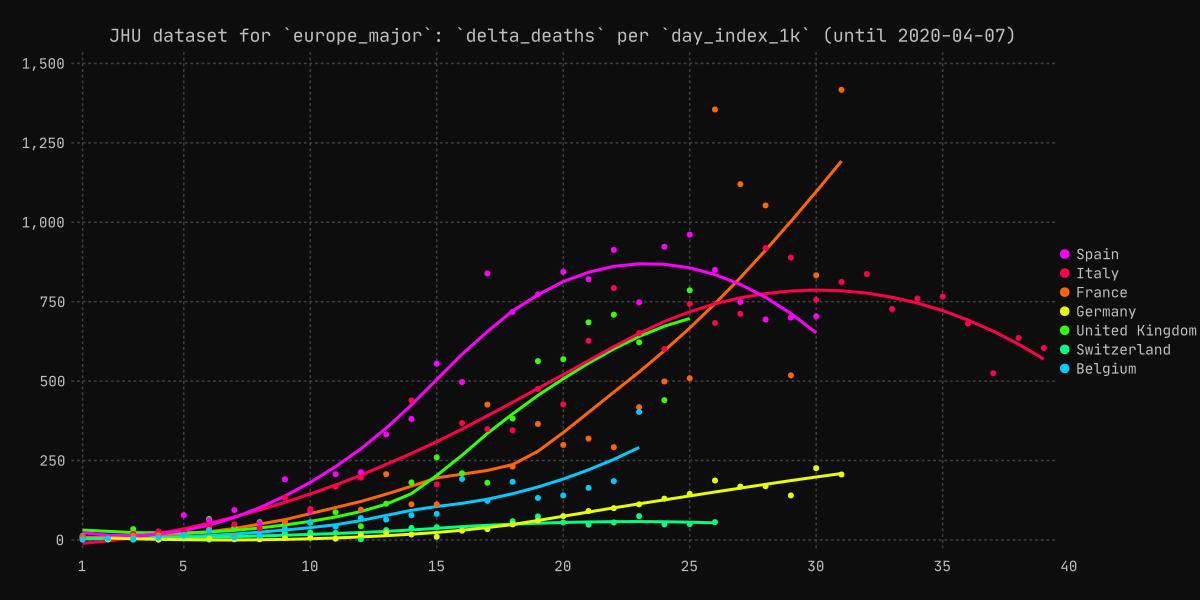 JHU dataset for `europe_major`: `delta_deaths` per `day_index_1k` (until 2020-04-07)
1,500
1,250
1,000
750
500
250
0
1 5 10 15 20 25 30 35 40
Spain
Italy
France
Germany
United Kingdom
Switzerland
Belgium